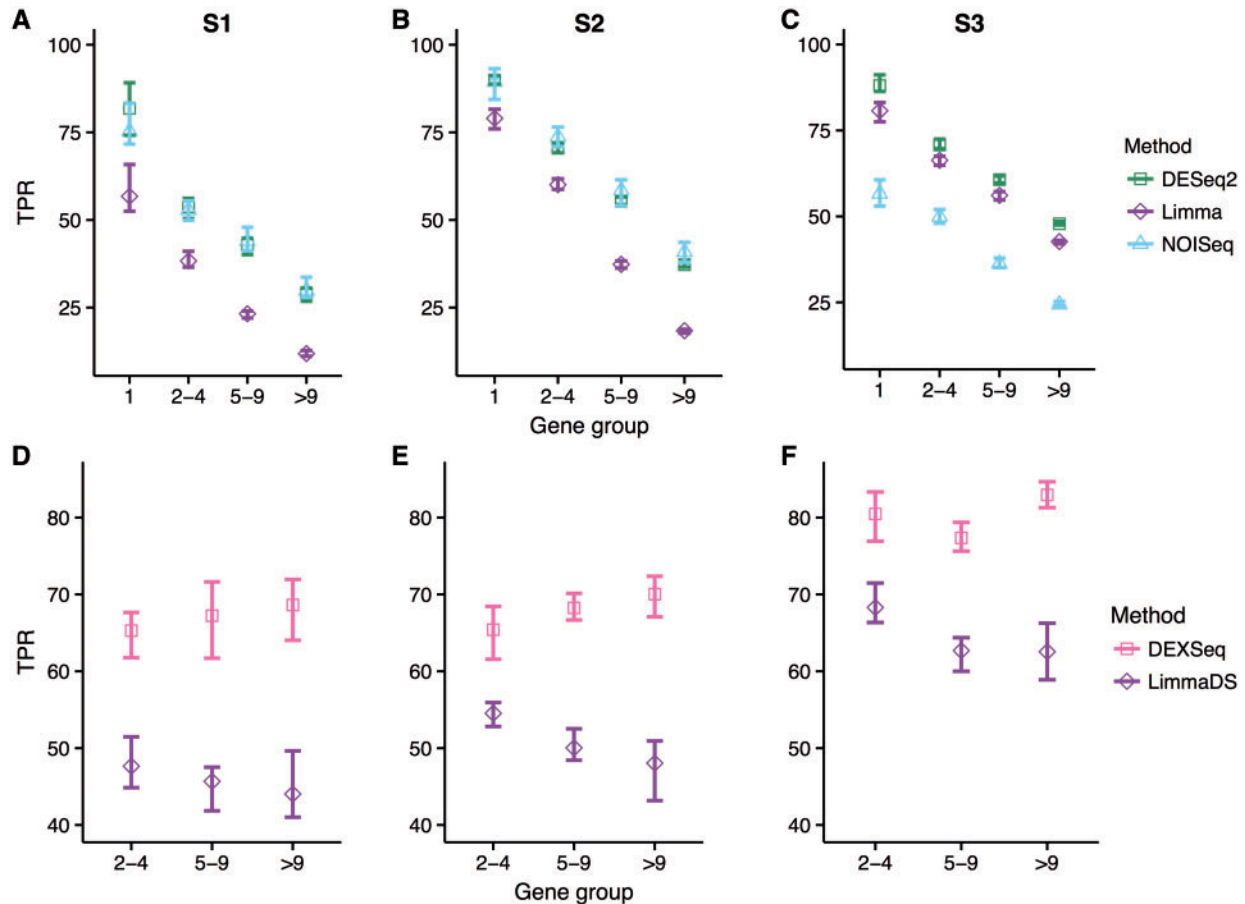 A
S1
B
S2
C
S3
100
75
50
25
TPR
1
2−4
5−9
>9
100
75
50
25
1
2−4
5−9
>9
100
75
50
25
1
2−4
5−9
>9
Gene group
Method
DESeq2
Limma
NOISeq
D
E
F
80
70
60
50
40
TPR
2−4
5−9
>9
80
70
60
50
40
2−4
5−9
>9
80
70
60
50
40
2−4
5−9
>9
Gene group
Method
DEXSeq
LimmaDS